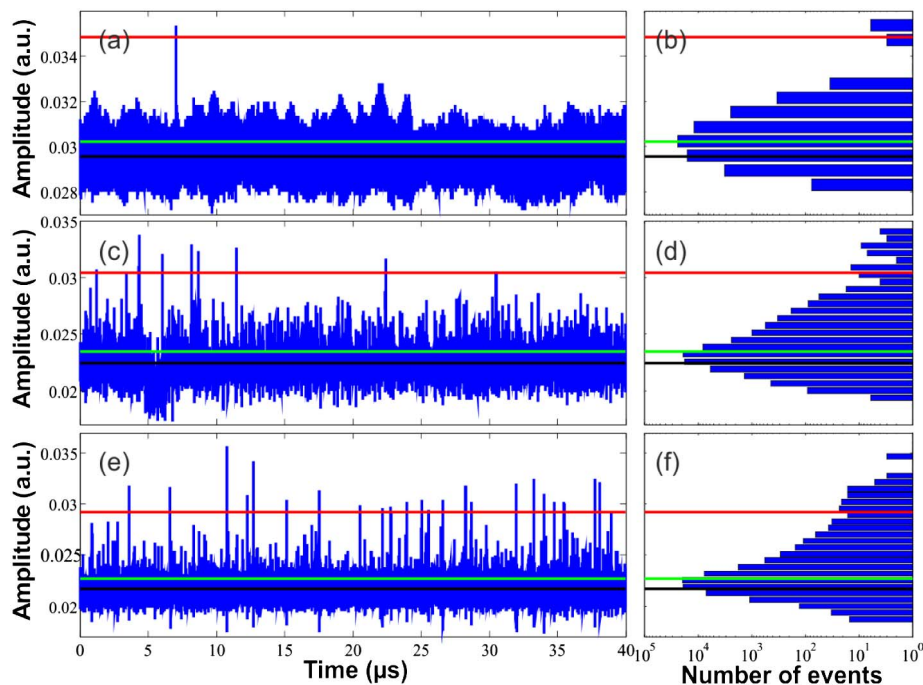 (a)
(b)
Amplitude (a.u.)
0.034
0.032
0.03
0.028
(c)
(d)
Amplitude (a.u.)
0.035
0.03
0.025
0.02
(e)
(f)
Amplitude (a.u.)
0.035
0.03
0.025
0.02
0 5 10 15 20 25 30 35 40
10⁵ 10⁴ 10³ 10² 10¹ 10⁰
Time (μs)
Number of events